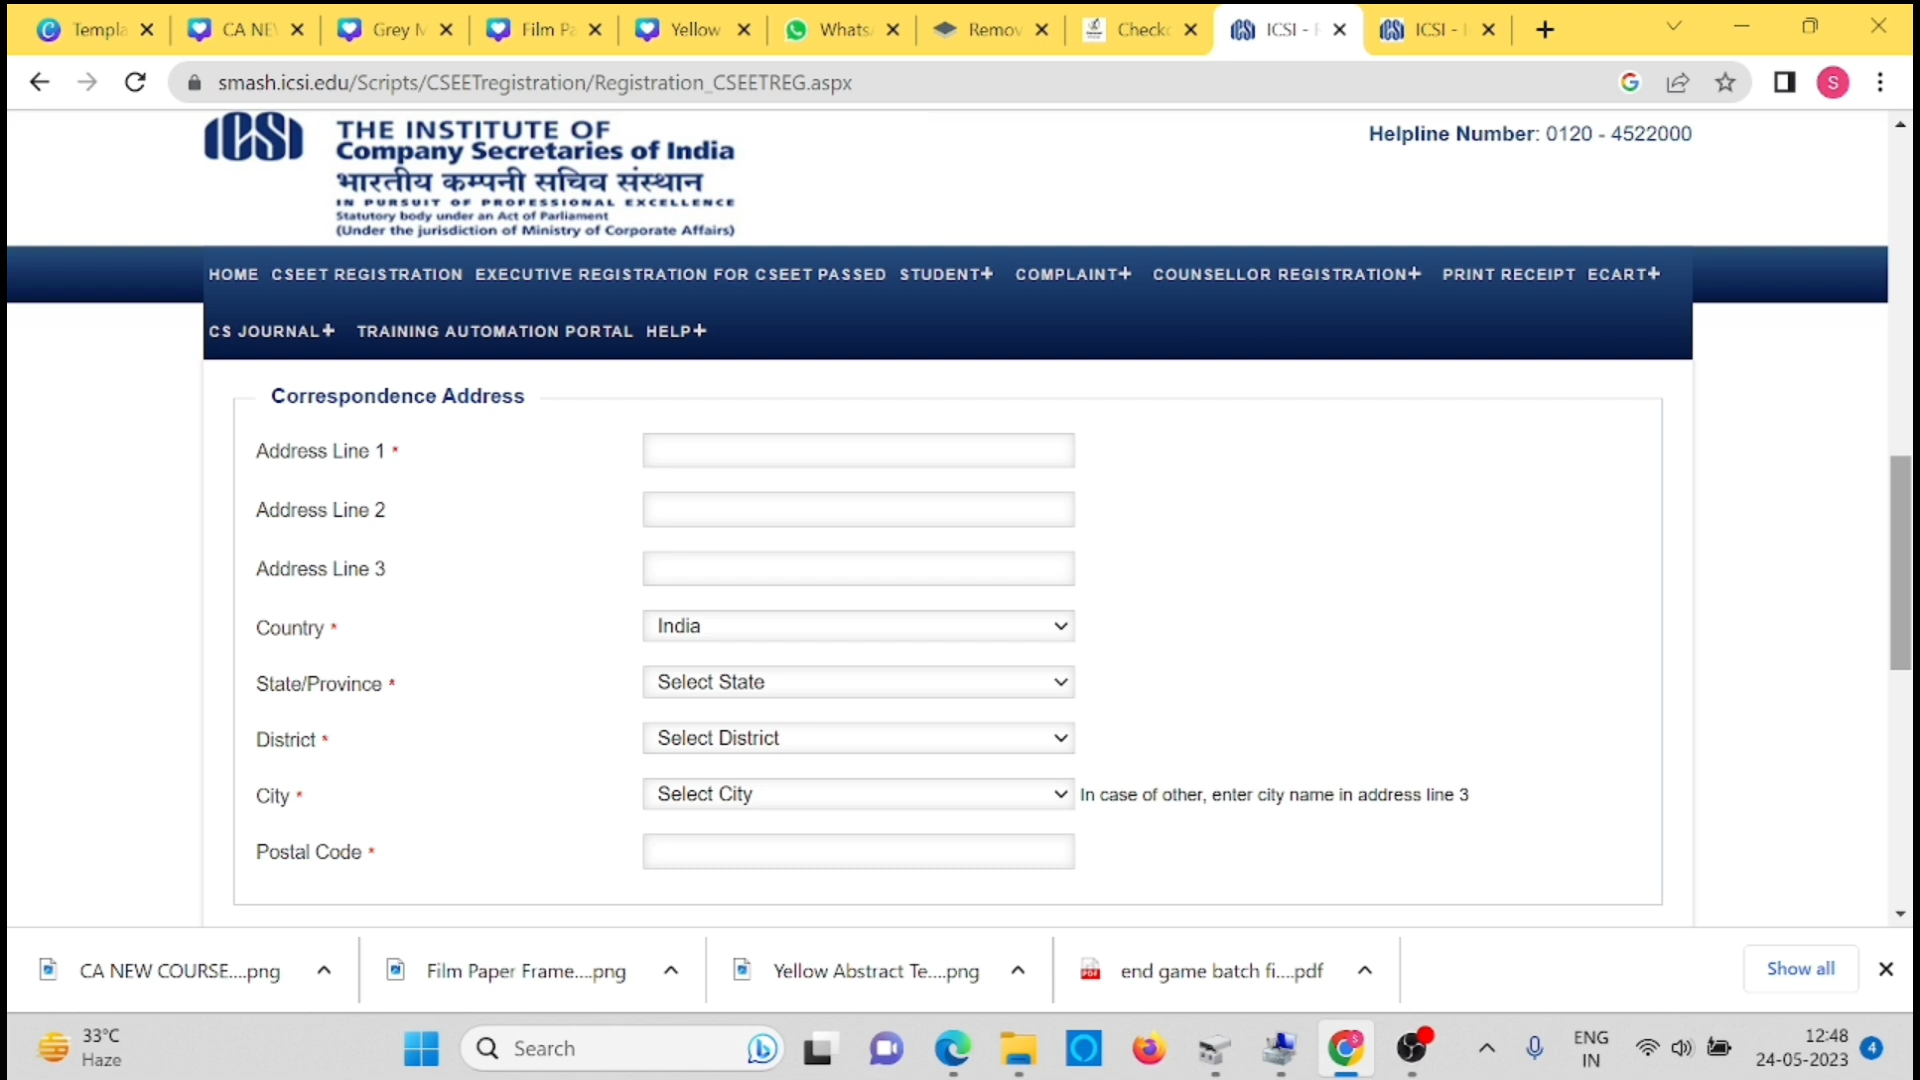 Templa
CA NEW
Grey M
Film Pa
Yellow
Whats
Remov
Checko
ICSI -
ICSI -
smash.icsi.edu/Scripts/CSEETregistration/Registration_CSEETREG.aspx
S
ICSI
THE INSTITUTE OF
Company Secretaries of India
भारतीय कम्पनी सचिव संस्थान
IN PURSUIT OF PROFESSIONAL EXCELLENCE
Statutory body under an Act of Parliament
(Under the jurisdiction of Ministry of Corporate Affairs)
Helpline Number: 0120 - 4522000
HOME CSEET REGISTRATION EXECUTIVE REGISTRATION FOR CSEET PASSED STUDENT+ COMPLAINT+ COUNSELLOR REGISTRATION+ PRINT RECEIPT ECART+
CS JOURNAL+ TRAINING AUTOMATION PORTAL HELP+
Correspondence Address
Address Line 1 *
Address Line 2
Address Line 3
Country * India
State/Province * Select State
District * Select District
City * Select City In case of other, enter city name in address line 3
Postal Code *
CA NEW COURSE....png
Film Paper Frame....png
Yellow Abstract Te....png
end game batch fi....pdf
Show all
33°C
Haze
Search
ENG
IN
12:48
24-05-2023
4